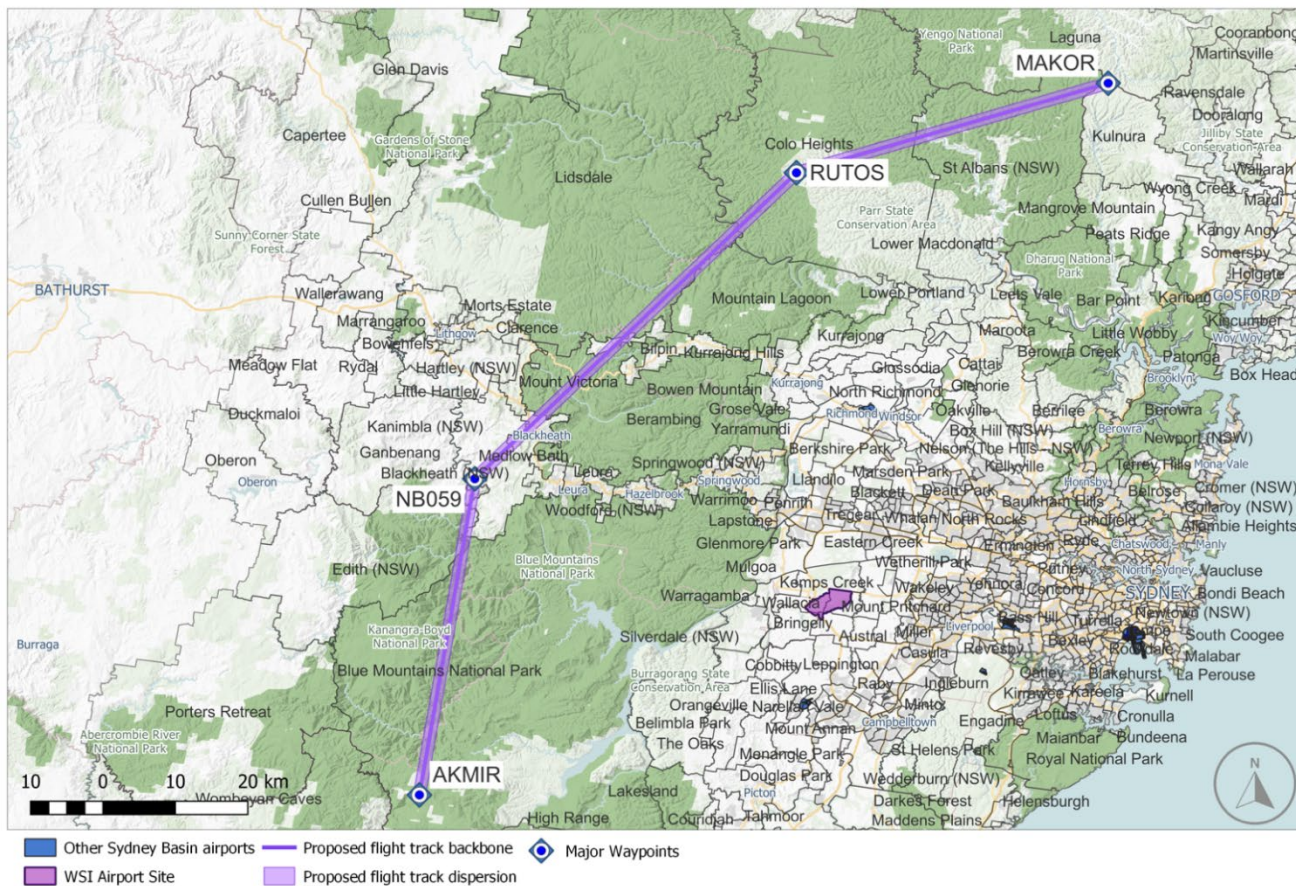 Yengo National
Park
Laguna
Cooranbong
Martinsville
MAKOR
Glen Davis
Ravensdale
Dooralong
Jilliby State
Conservation
Area
Capertee
Gardens of Stone
National Park
Kulnura
Colo Heights
Lidsdale
RUTOS
St Albans (NSW)
Wallarah
Wyong Creek
Mardi
Cullen Bullen
Parr State
Conservation
Area
Mangrove Mountain
Sunny Corner State
Forest
Peats Ridge
Kangy Angy
Lower Macdonald
Somersby
Dharug National
Park
Holgate
BATHURST
Wallerawang
Morts Estate
Mountain Lagoon
Lower Portland
Leets Vale
Bar Point
Kariong
GOSFORD
Marrangaroo
Clarence
Lithgow
Kurrajong
Maroota
Little Wobby
Kincumber
Woy Woy
Bowenfels
Bilpin
Kurrajong Hills
Berowra Creek
Patonga
Meadow Flat
Rydal
Hartley (NSW)
Glossodia
Cattai
Brooklyn
Box Head
Little Hartley
Mount Victoria
Bowen Mountain
Kurrajong
North Richmond
Glenorie
Duckmaloi
Grose Vale
Richmond
Windsor
Oakville
Berrilee
Berowra
Kanimbla (NSW)
Berambing
Yarramundi
Box Hill (NSW)
Blackheath
Berowra
Newport (NSW)
Ganbenang
Medlow Bath
Berkshire Park
Nelson (The Hills - NSW)
Oberon
Springwood (NSW)
Marsden Park
Kellyville
Terrey Hills
Mona Vale
Blackheath (NSW)
Leura
Llandilo
Hornsby
Oberon
Leura
Hazelbrook
Springwood
Blackett
Dean Park
Belrose
Cromer (NSW)
NB059
Woodford (NSW)
Warrimoo
Penrith
Baulkham Hills
Collaroy (NSW)
Lapstone
Tregear
Whalan
North Rocks
Lindfield
Allambie Heights
Glenmore Park
Eastern Creek
Ermington
Ryde
Chatswood
Manly
Blue Mountains
National Park
Mulgoa
Wetherill Park
Putney
North Sydney
Vaucluse
Edith (NSW)
Kemps Creek
Wakeley
Yennora
Concord
SYDNEY
Bondi Beach
Warragamba
Wallacia
Mount Pritchard
Bass Hill
Turrella
Newtown (NSW)
Kanangra-Boyd
National Park
Bringelly
Liverpool
Burraga
Silverdale (NSW)
Austral
Miller
Revesby
Bexley
Rockdale
South Coogee
Casula
Malabar
Blue Mountains National Park
Cobbitty
Leppington
Oatley
Blakehurst
La Perouse
Burragorang State
Conservation Area
Ellis Lane
Raby
Ingleburn
Kirrawee
Kareela
Kurnell
Porters Retreat
Orangeville
Narellan Vale
Minto
Loftus
Cronulla
Belimbla Park
Mount Annan
Campbelltown
Engadine
Bundeena
Abercrombie River
National Park
The Oaks
Maianbar
Menangle Park
St Helens Park
Royal National Park
AKMIR
Douglas Park
Wedderburn (NSW)
10 0 10 20 km
Wombeyan Caves
Lakesland
Picton
Darkes Forest
Helensburgh
High Range
Couridjah
Tahmoor
Maddens Plains
N
Other Sydney Basin airports
Proposed flight track backbone
Major Waypoints
WSI Airport Site
Proposed flight track dispersion